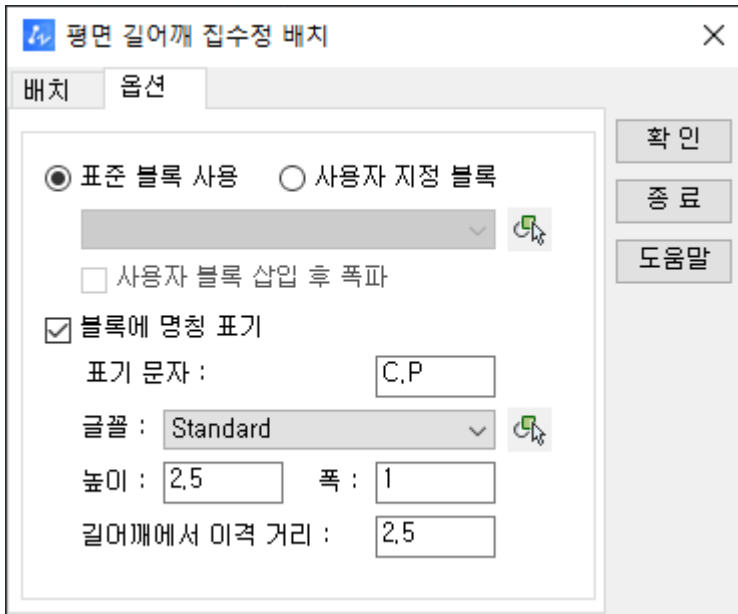 평면 길어깨 집수정 배치
배치 옵션
확 인
표준 블록 사용 사용자 지정 블록
종 료
도움말
사용자 블록 삽입 후 폭파
블록에 명칭 표기
표기 문자 : C,P
글꼴 : Standard
높이 : 2,5 폭 : 1
길어깨에서 이격 거리 : 2,5